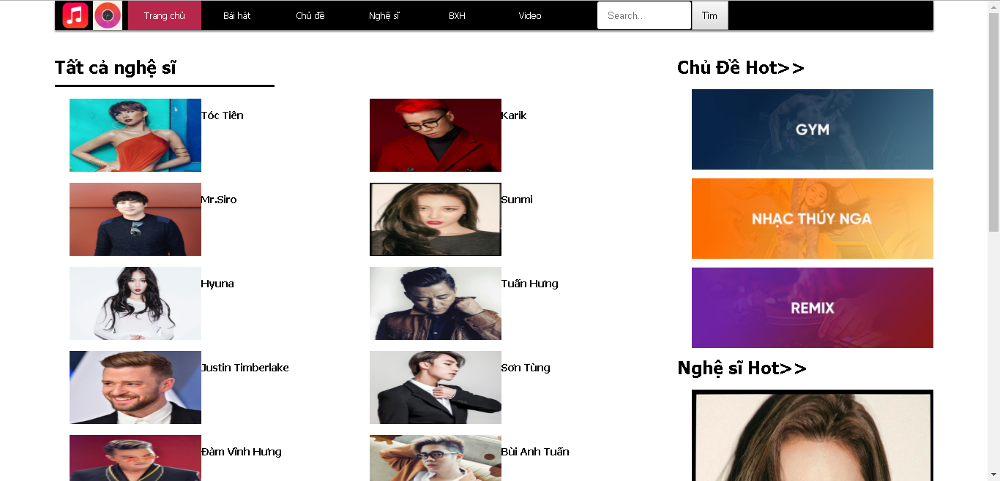 Trang chủ
Bài hát
Chủ đề
Nghệ sĩ
BXH
Video
Search..
Tìm
Tất cả nghệ sĩ
Tóc Tiên
Karik
Mr.Siro
Sunmi
Hyuna
Tuấn Hưng
Justin Timberlake
Sơn Tùng
Đàm Vĩnh Hưng
Bùi Anh Tuấn
Chủ Đề Hot>>
GYM
NHẠC THÚY NGA
REMIX
Nghệ sĩ Hot>>